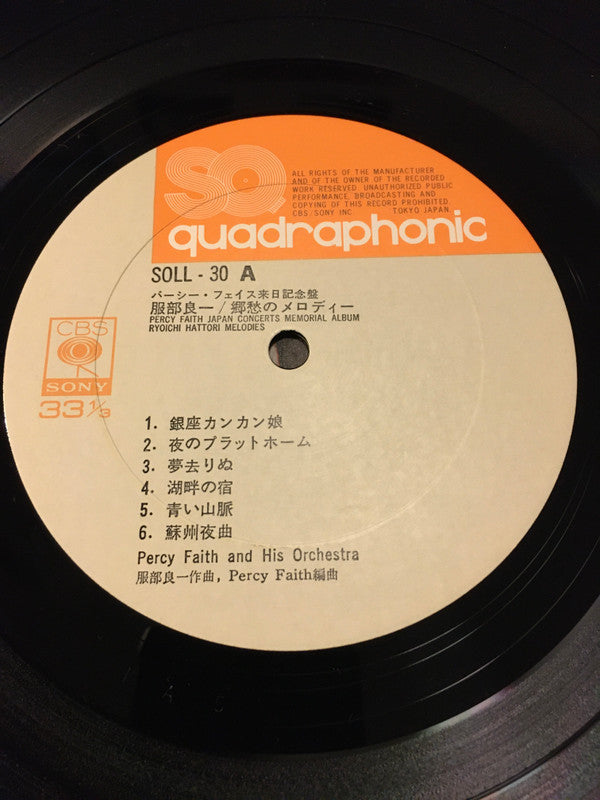 SQ
ALL RIGHTS OF THE MANUFACTURER
AND OF THE OWNER OF THE RECORDED
WORK RESERVED. UNAUTHORIZED PUBLIC
PERFORMANCE, BROADCASTING AND
COPYING OF THIS RECORD PROHIBITED.
CBS/SONY INC. TOKYO JAPAN.
quadraphonic
SOLL - 30 A
パーシー・フェイス来日記念盤
服部良一/郷愁のメロディー
PERCY FAITH JAPAN CONCERTS MEMORIAL ALBUM
RYOICHI HATTORI MELODIES
CBS
SONY
33 1/3
1. 銀座カンカン娘
2. 夜のプラットホーム
3. 夢去りぬ
4. 湖畔の宿
5. 青い山脈
6. 蘇州夜曲
Percy Faith and His Orchestra
服部良一作曲, Percy Faith編曲